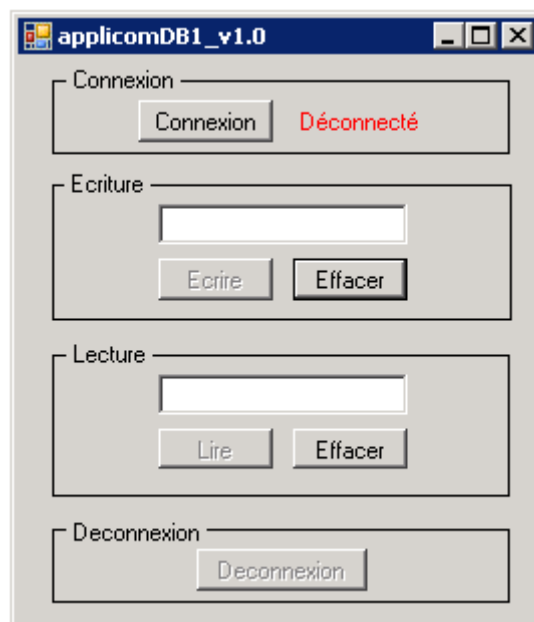 applicomDB1_v1.0
Connexion
Connexion Déconnecté
Ecriture
Ecrire Effacer
Lecture
Lire Effacer
Deconnexion
Deconnexion